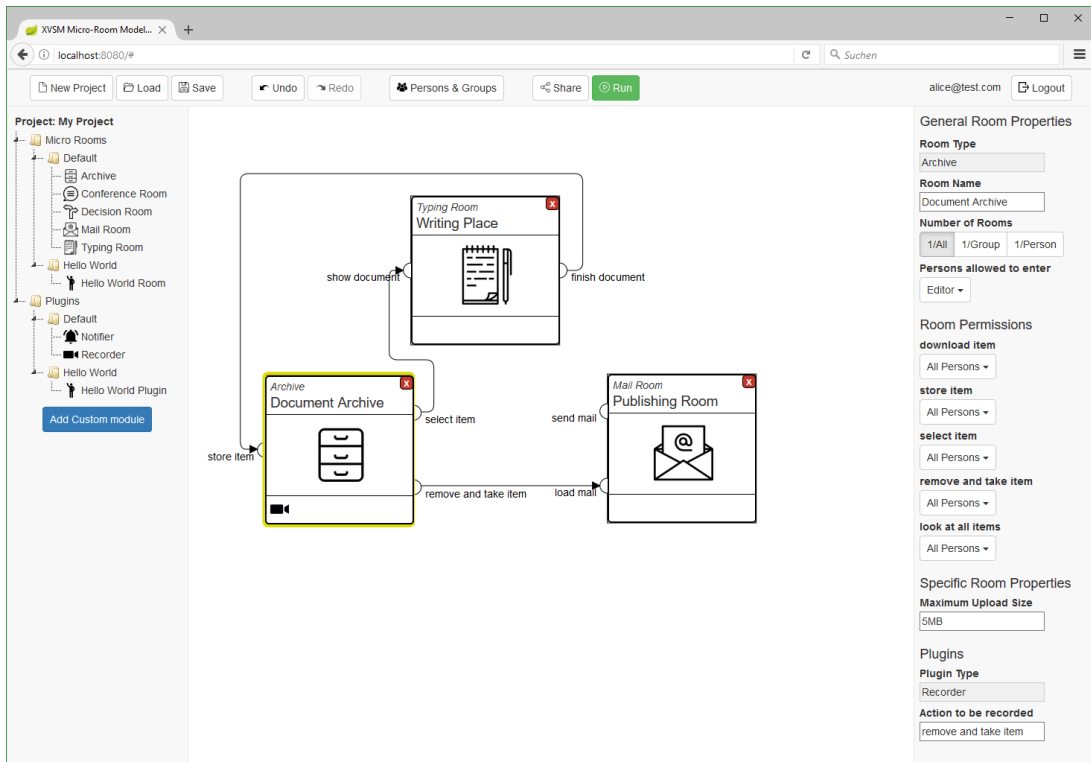 XVSM Micro-Room Model...
localhost:8080/#
Suchen
New Project
Load
Save
Undo
Redo
Persons & Groups
Share
Run
alice@test.com
Logout
Project: My Project
Micro Rooms
Default
Archive
Conference Room
Decision Room
Mail Room
Typing Room
Hello World
Hello World Room
Plugins
Default
Notifier
Recorder
Hello World
Hello World Plugin
Add Custom module
Typing Room
X
Writing Place
show document
finish document
Archive
X
Document Archive
select item
store item
remove and take item
Mail Room
X
Publishing Room
send mail
@
load mail
General Room Properties
Room Type
Archive
Room Name
Document Archive
Number of Rooms
1/All 1/Group 1/Person
Persons allowed to enter
Editor
Room Permissions
download item
All Persons
store item
All Persons
select item
All Persons
remove and take item
All Persons
look at all items
All Persons
Specific Room Properties
Maximum Upload Size
5MB
Plugins
Plugin Type
Recorder
Action to be recorded
remove and take item